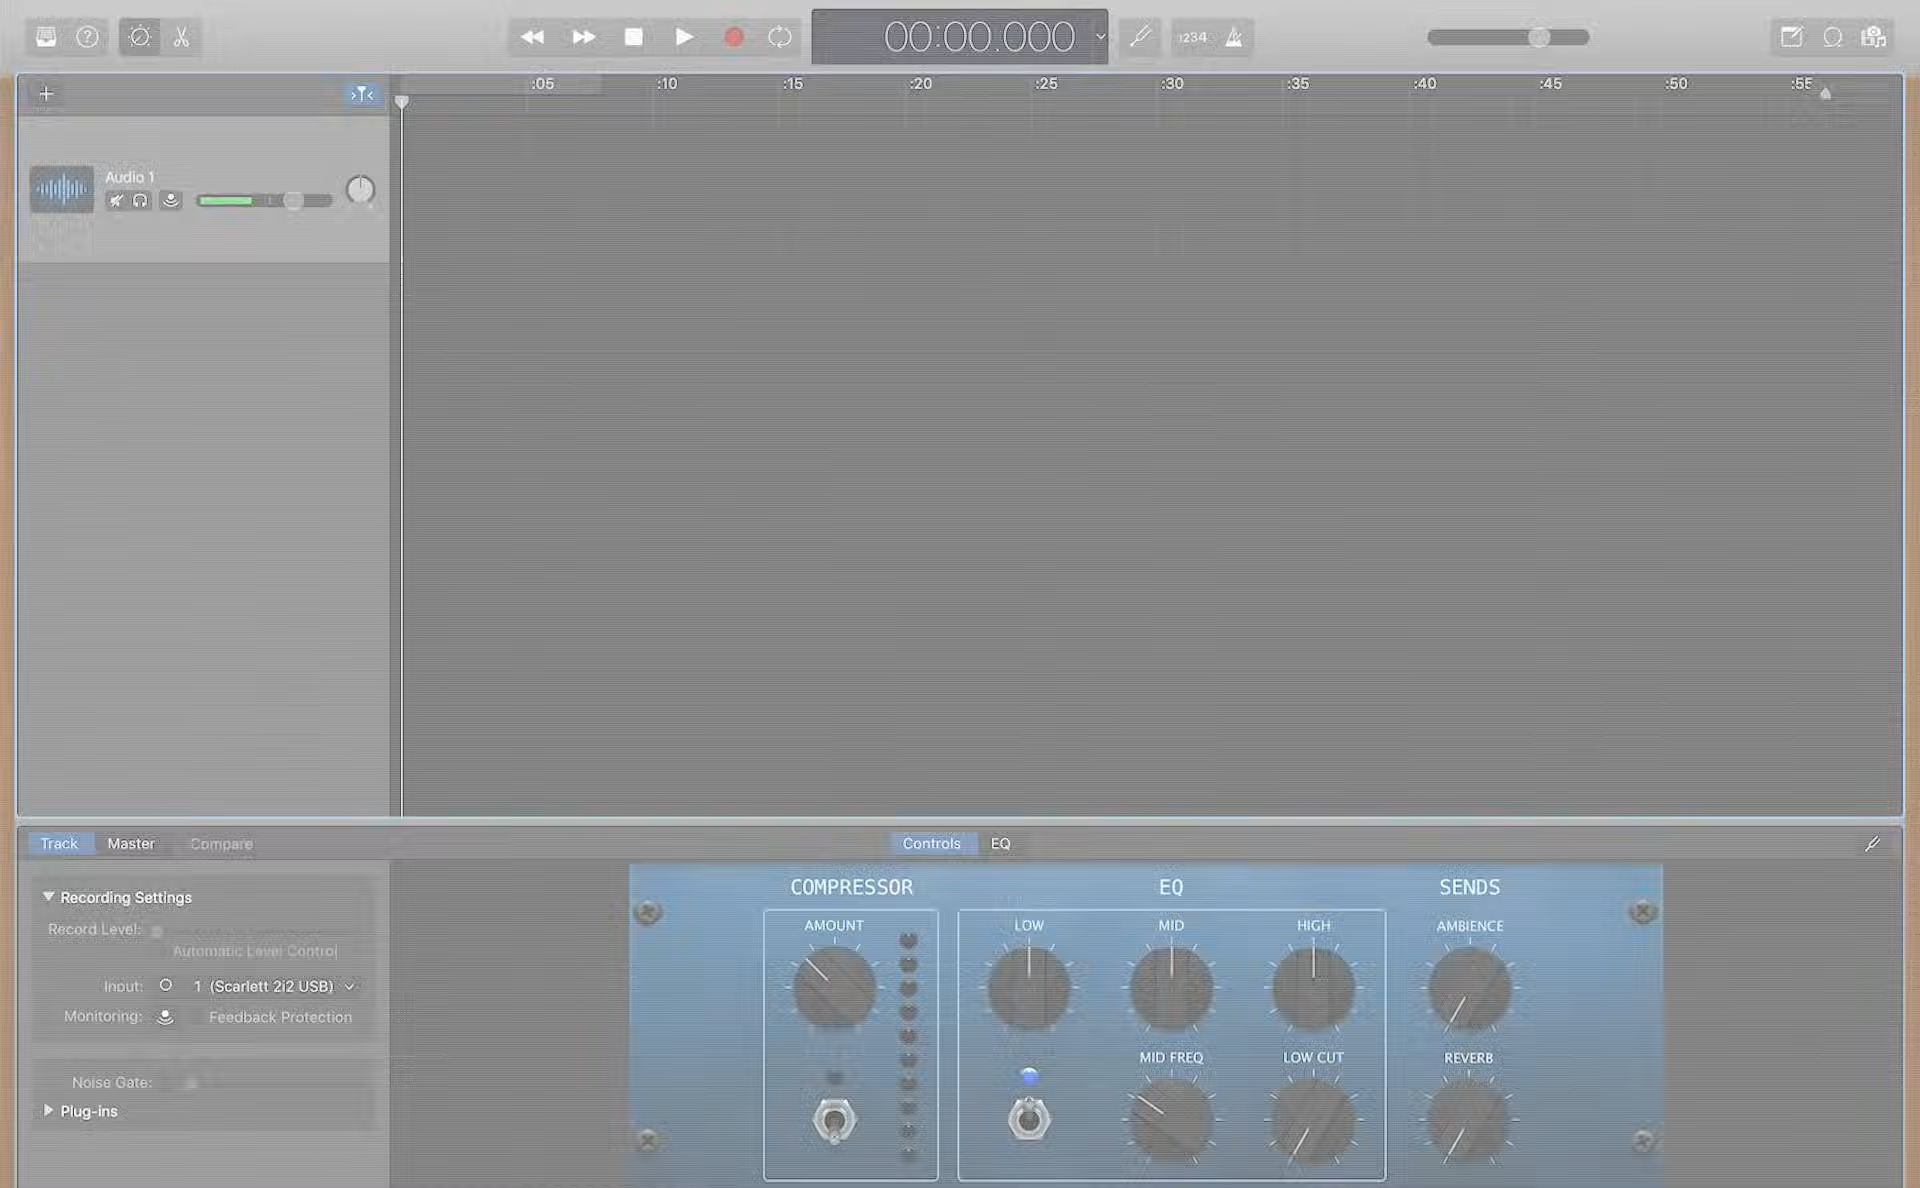 00:00.000
1234
:05 :10 :15 :20 :25 :30 :35 :40 :45 :50 :55
Audio 1
Track Master Compare Controls EQ
Recording Settings
Record Level:
Automatic Level Control
Input: 1 (Scarlett 2i2 USB)
Monitoring: Feedback Protection
Noise Gate:
Plug-ins
COMPRESSOR EQ SENDS
AMOUNT LOW MID HIGH AMBIENCE
MID FREQ LOW CUT REVERB